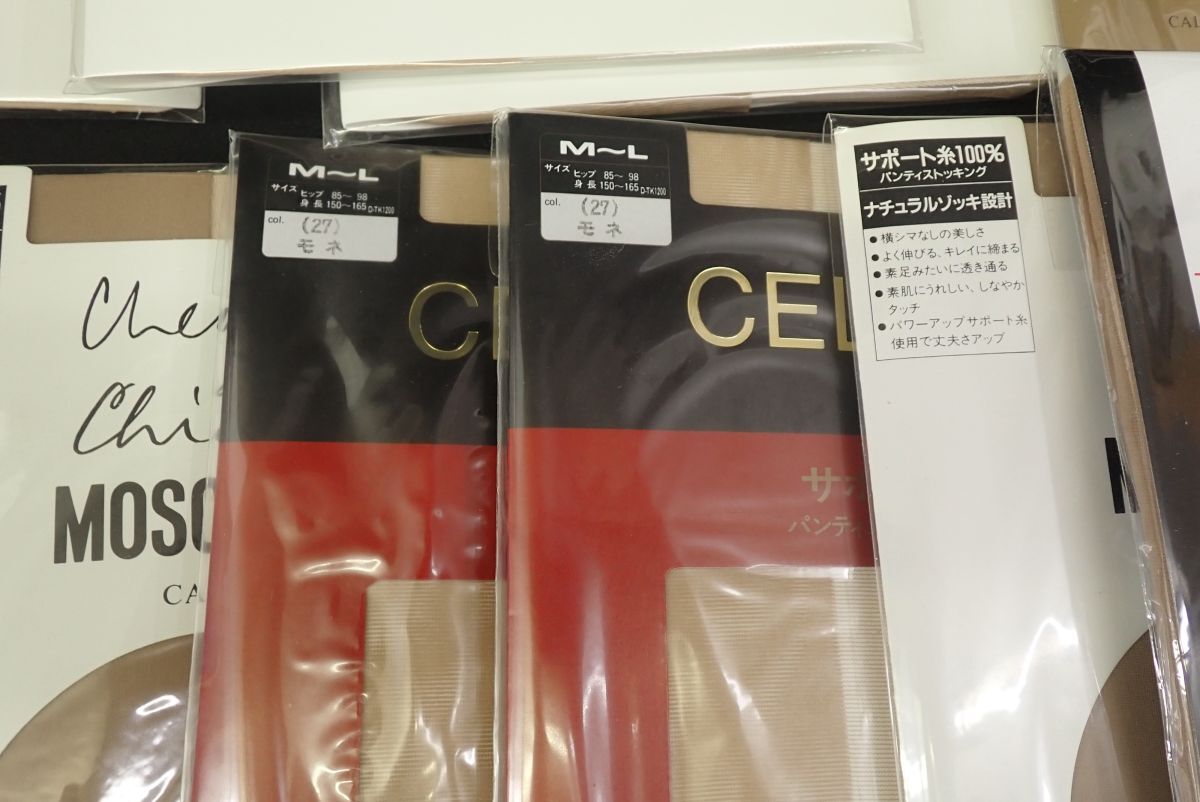 CAL
Che
Chi
MOSC
CA
M～L
サイズ ヒップ 85～ 98
身長 150～165 D-TK1200
col. (27)
モネ
CE
M～L
サイズ ヒップ 85～ 98
身長 150～165 D-TK1200
col. (27)
モネ
CEL
サポ
パンティ
サポート糸100%
パンティストッキング
ナチュラルゾッキ設計
●横シマなしの美しさ
●よく伸びる、キレイに締まる
●素足みたいに透き通る
●素肌にうれしい、しなやか
タッチ
●パワーアップサポート糸
使用で丈夫さアップ